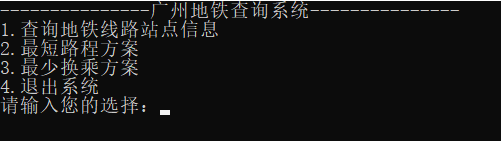 ---------------广州地铁查询系统---------------
1.查询地铁线路站点信息
2.最短路程方案
3.最少换乘方案
4.退出系统
请输入您的选择：